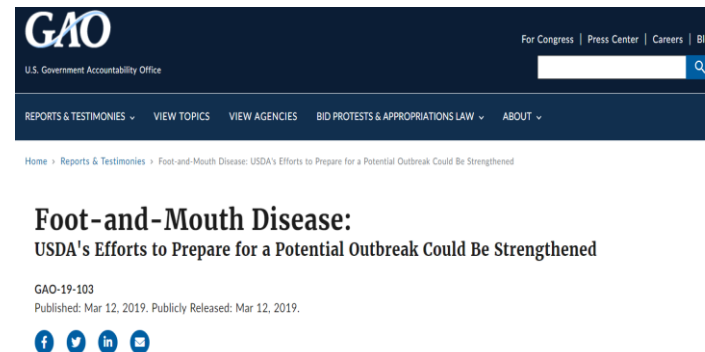 GAO
U.S. Government Accountability Office
For Congress | Press Center | Careers |
REPORTS & TESTIMONIES VIEW TOPICS VIEW AGENCIES BID PROTESTS & APPROPRIATIONS LAW ABOUT
Home › Reports & Testimonies › Foot-and-Mouth Disease: USDA's Efforts to Prepare for a Potential Outbreak Could Be Strengthened
Foot-and-Mouth Disease:
USDA's Efforts to Prepare for a Potential Outbreak Could Be Strengthened
GAO-19-103
Published: Mar 12, 2019. Publicly Released: Mar 12, 2019.